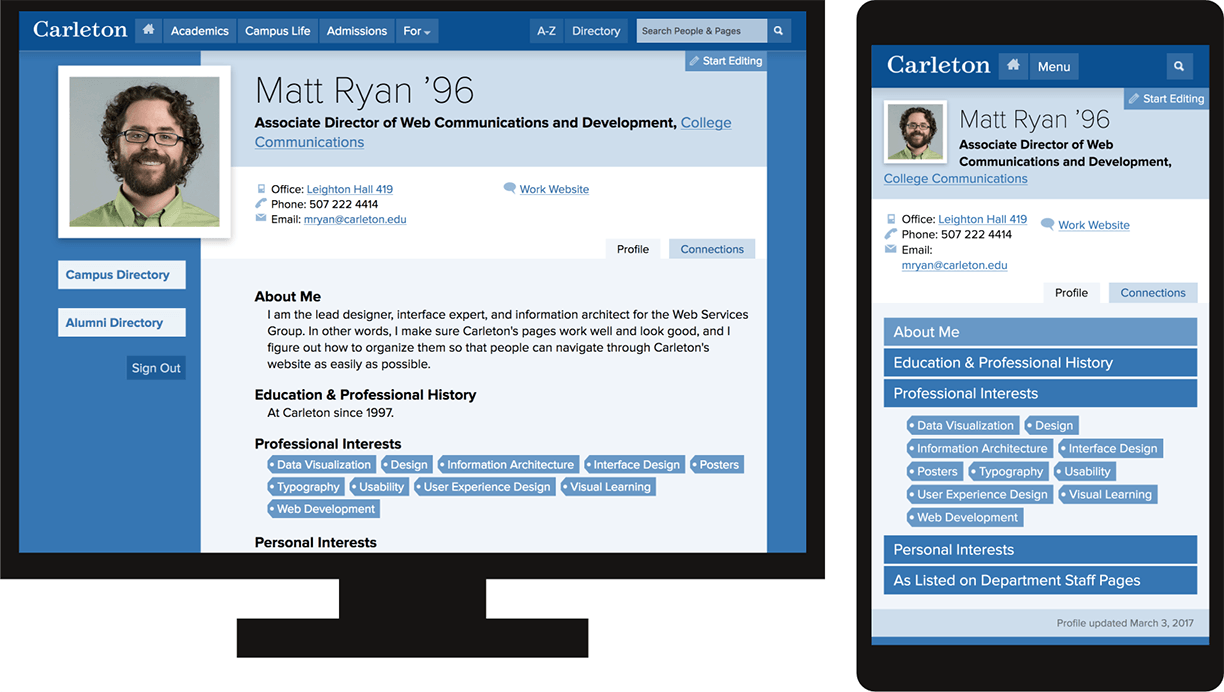 Carleton
Academics
Campus Life
Admissions
For
A-Z
Directory
Search People & Pages
Start Editing
Matt Ryan ’96
Associate Director of Web Communications and Development, College
Communications
Office: Leighton Hall 419
Phone: 507 222 4414
Email: mryan@carleton.edu
Work Website
Profile
Connections
Campus Directory
Alumni Directory
Sign Out
About Me
I am the lead designer, interface expert, and information architect for the Web Services
Group. In other words, I make sure Carleton's pages work well and look good, and I
figure out how to organize them so that people can navigate through Carleton's
website as easily as possible.
Education & Professional History
At Carleton since 1997.
Professional Interests
Data Visualization Design Information Architecture Interface Design Posters
Typography Usability User Experience Design Visual Learning
Web Development
Personal Interests
Carleton
Menu
Start Editing
Matt Ryan ’96
Associate Director of Web
Communications and Development,
College Communications
Office: Leighton Hall 419
Phone: 507 222 4414
Email:
mryan@carleton.edu
Work Website
Profile
Connections
About Me
Education & Professional History
Professional Interests
Data Visualization Design
Information Architecture Interface Design
Posters Typography Usability
User Experience Design Visual Learning
Web Development
Personal Interests
As Listed on Department Staff Pages
Profile updated March 3, 2017